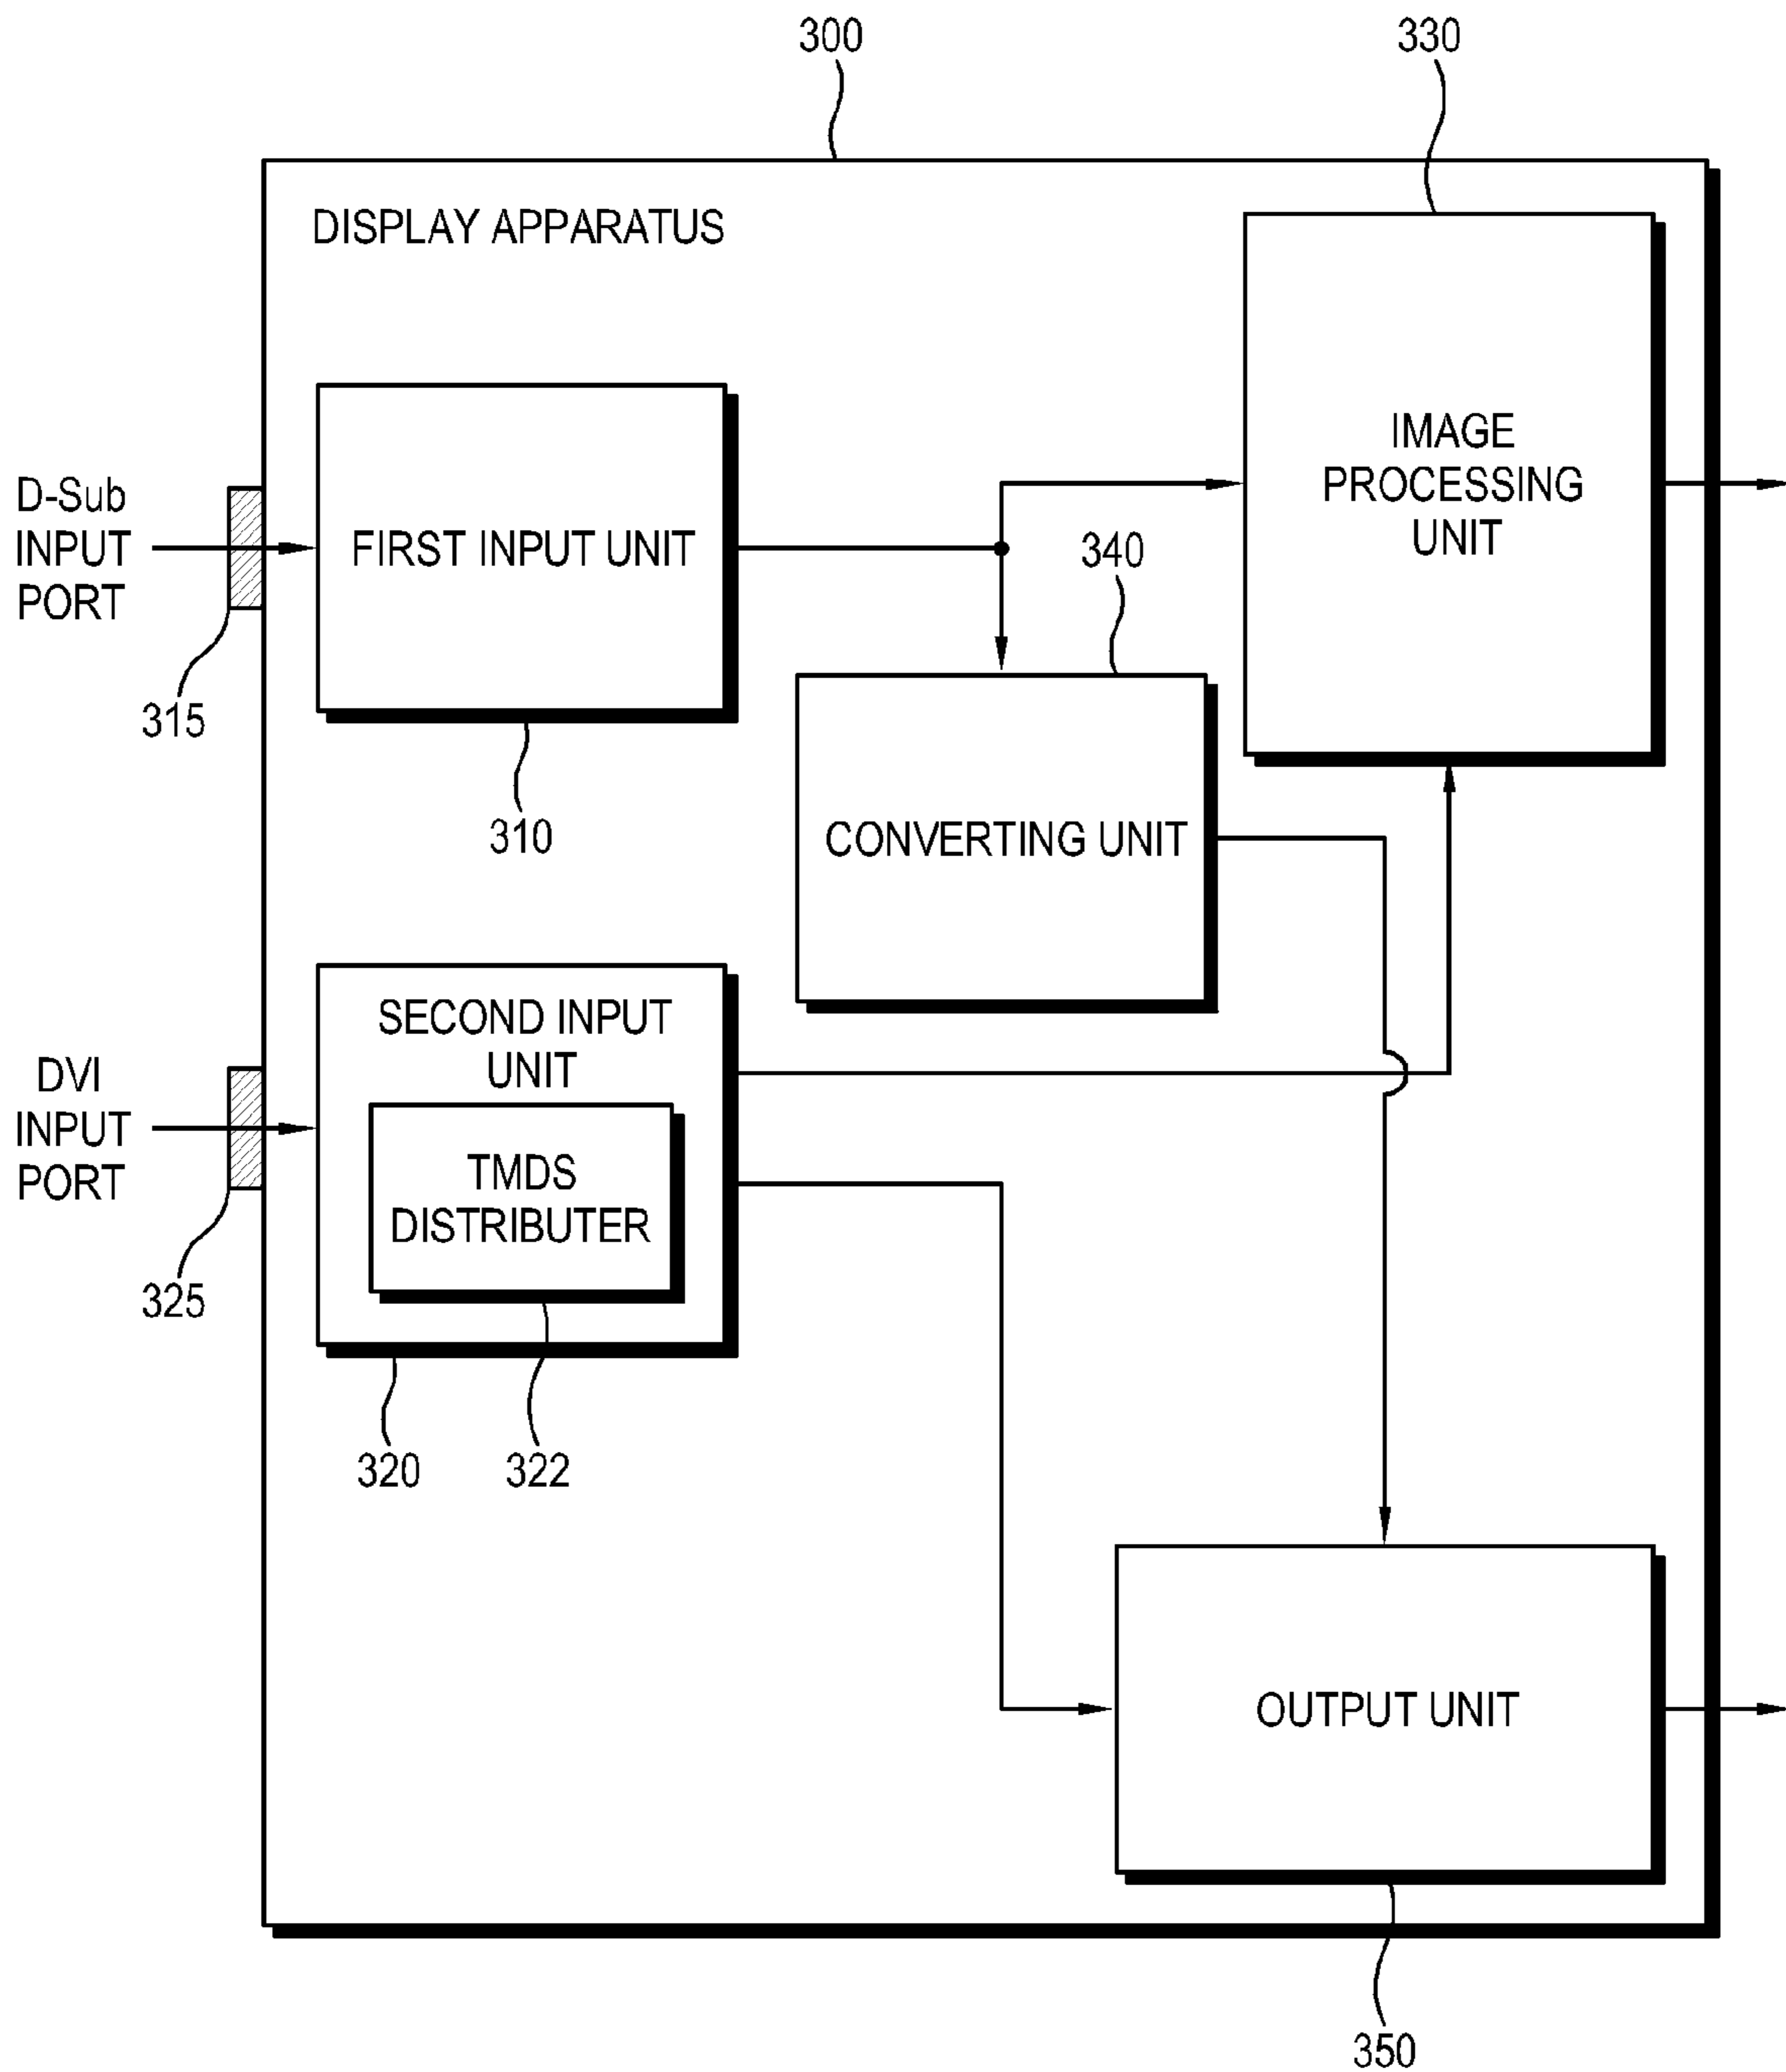 300
330
DISPLAY APPARATUS
D-Sub
INPUT
PORT
315
FIRST INPUT UNIT
310
IMAGE
PROCESSING
UNIT
340
CONVERTING UNIT
DVI
INPUT
PORT
325
SECOND INPUT
UNIT
TMDS
DISTRIBUTER
320
322
OUTPUT UNIT
350